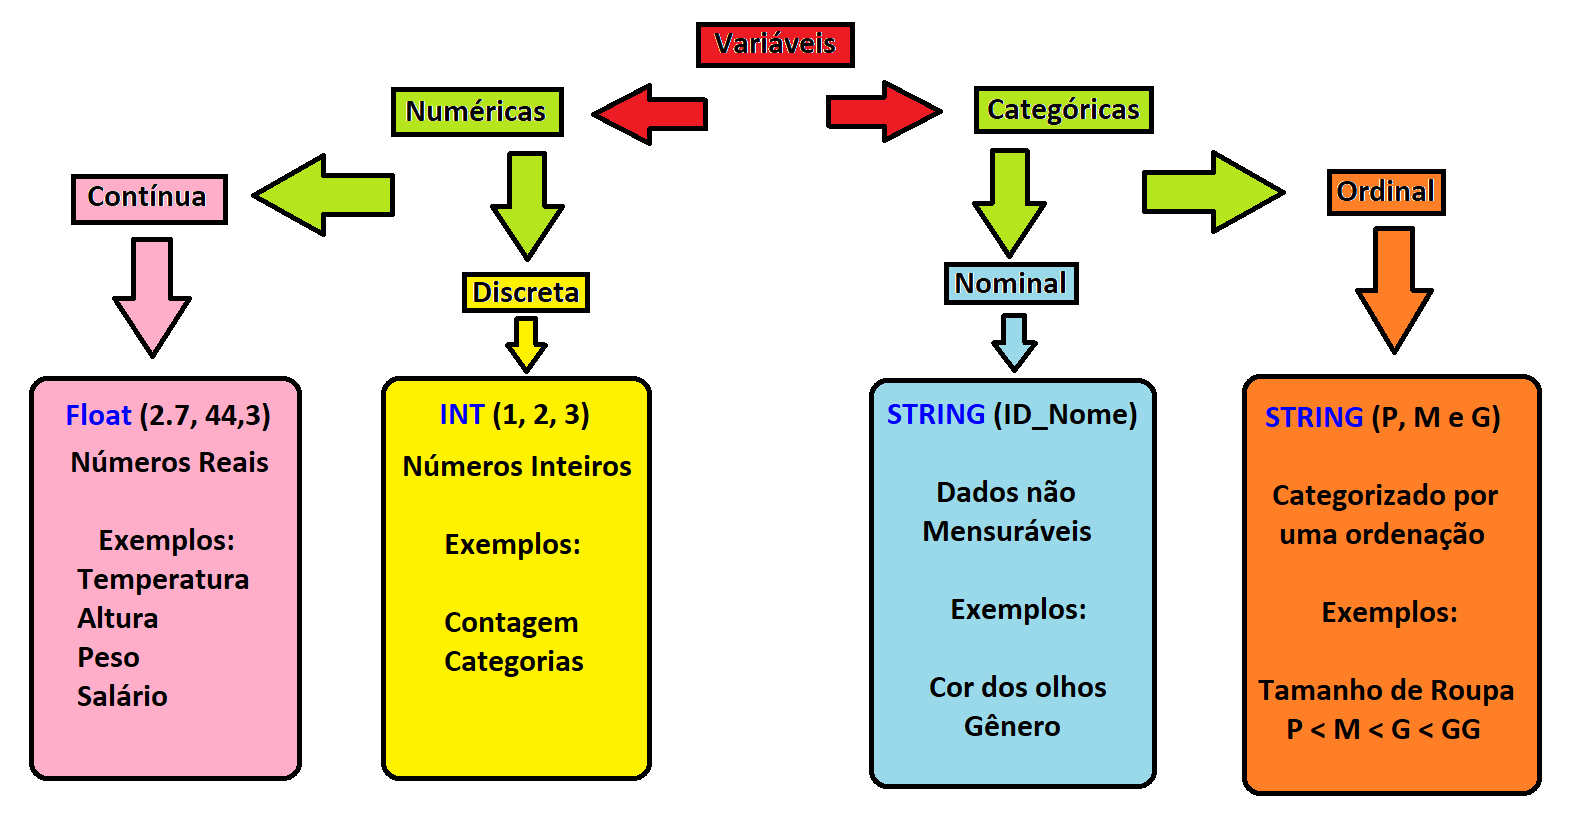 Variáveis
Numéricas
Categóricas
Contínua
Discreta
Nominal
Ordinal
Float (2.7, 44,3)
Números Reais
Exemplos:
Temperatura
Altura
Peso
Salário
INT (1, 2, 3)
Números Inteiros
Exemplos:
Contagem
Categorias
STRING (ID_Nome)
Dados não
Mensuráveis
Exemplos:
Cor dos olhos
Gênero
STRING (P, M e G)
Categorizado por
uma ordenação
Exemplos:
Tamanho de Roupa
P < M < G < GG